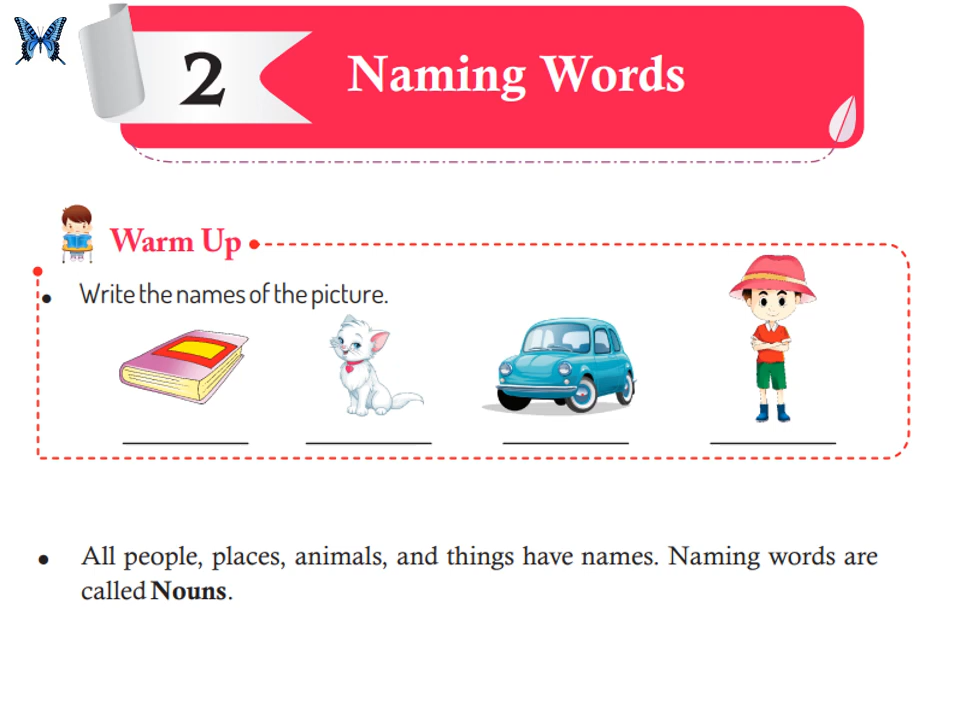 2
Naming Words
Warm Up
• Write the names of the picture.
• All people, places, animals, and things have names. Naming words are
called Nouns.